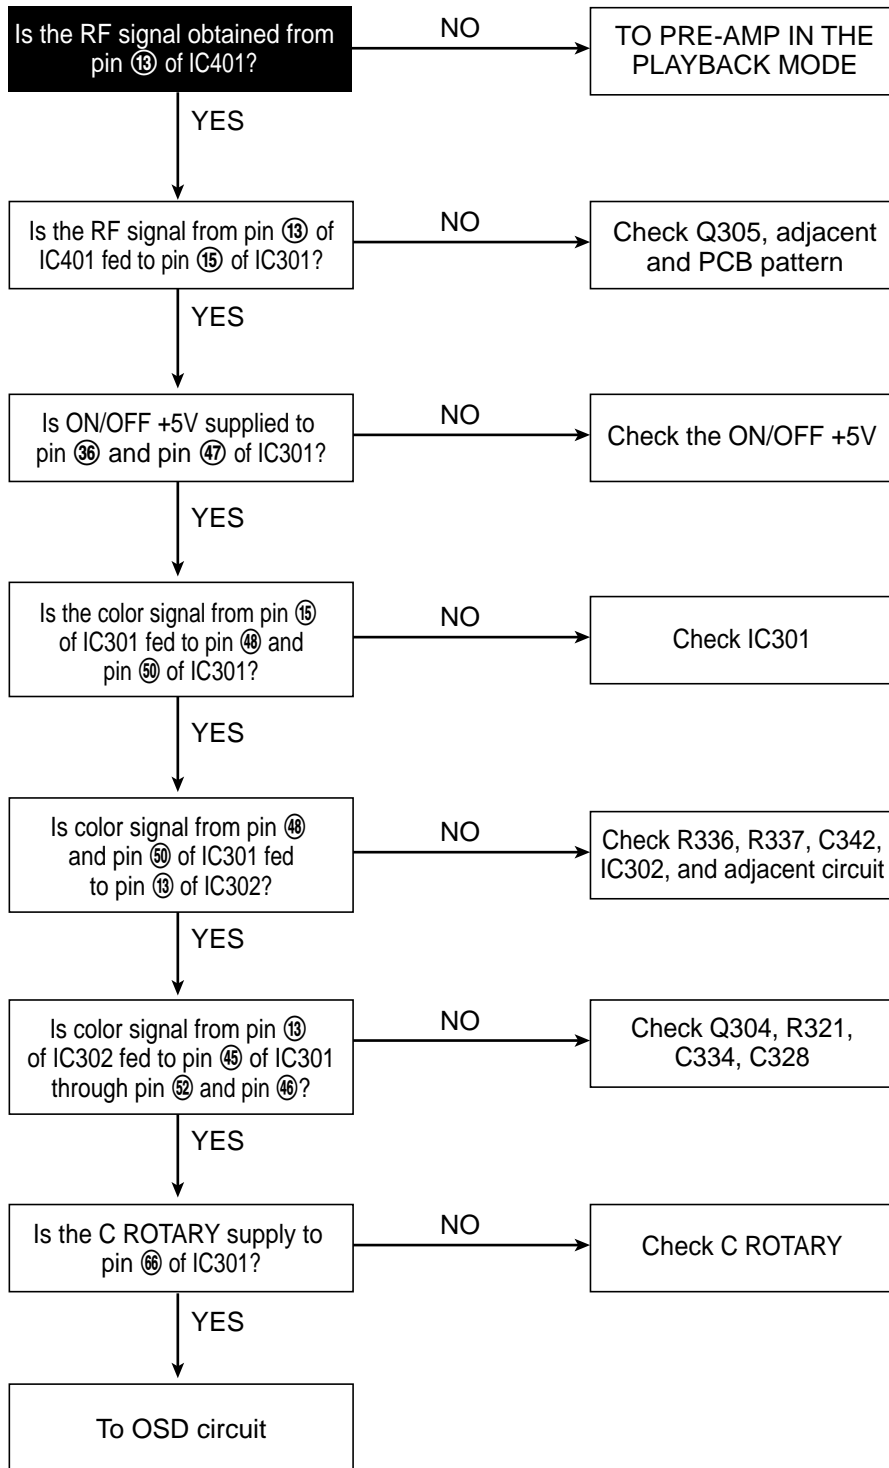 Is the RF signal obtained from
pin ⑬ of IC401?
NO
TO PRE-AMP IN THE
PLAYBACK MODE
YES
Is the RF signal from pin ⑬ of
IC401 fed to pin ⑮ of IC301?
NO
Check Q305, adjacent
and PCB pattern
YES
Is ON/OFF +5V supplied to
pin ㊱ and pin ㊼ of IC301?
NO
Check the ON/OFF +5V
YES
Is the color signal from pin ⑮
of IC301 fed to pin ㊽ and
pin ㊿ of IC301?
NO
Check IC301
YES
Is color signal from pin ㊽
and pin ㊿ of IC301 fed
to pin ⑬ of IC302?
NO
Check R336, R337, C342,
IC302, and adjacent circuit
YES
Is color signal from pin ⑬
of IC302 fed to pin ㊺ of IC301
through pin 52 and pin ㊻?
NO
Check Q304, R321,
C334, C328
YES
Is the C ROTARY supply to
pin 66 of IC301?
NO
Check C ROTARY
YES
To OSD circuit